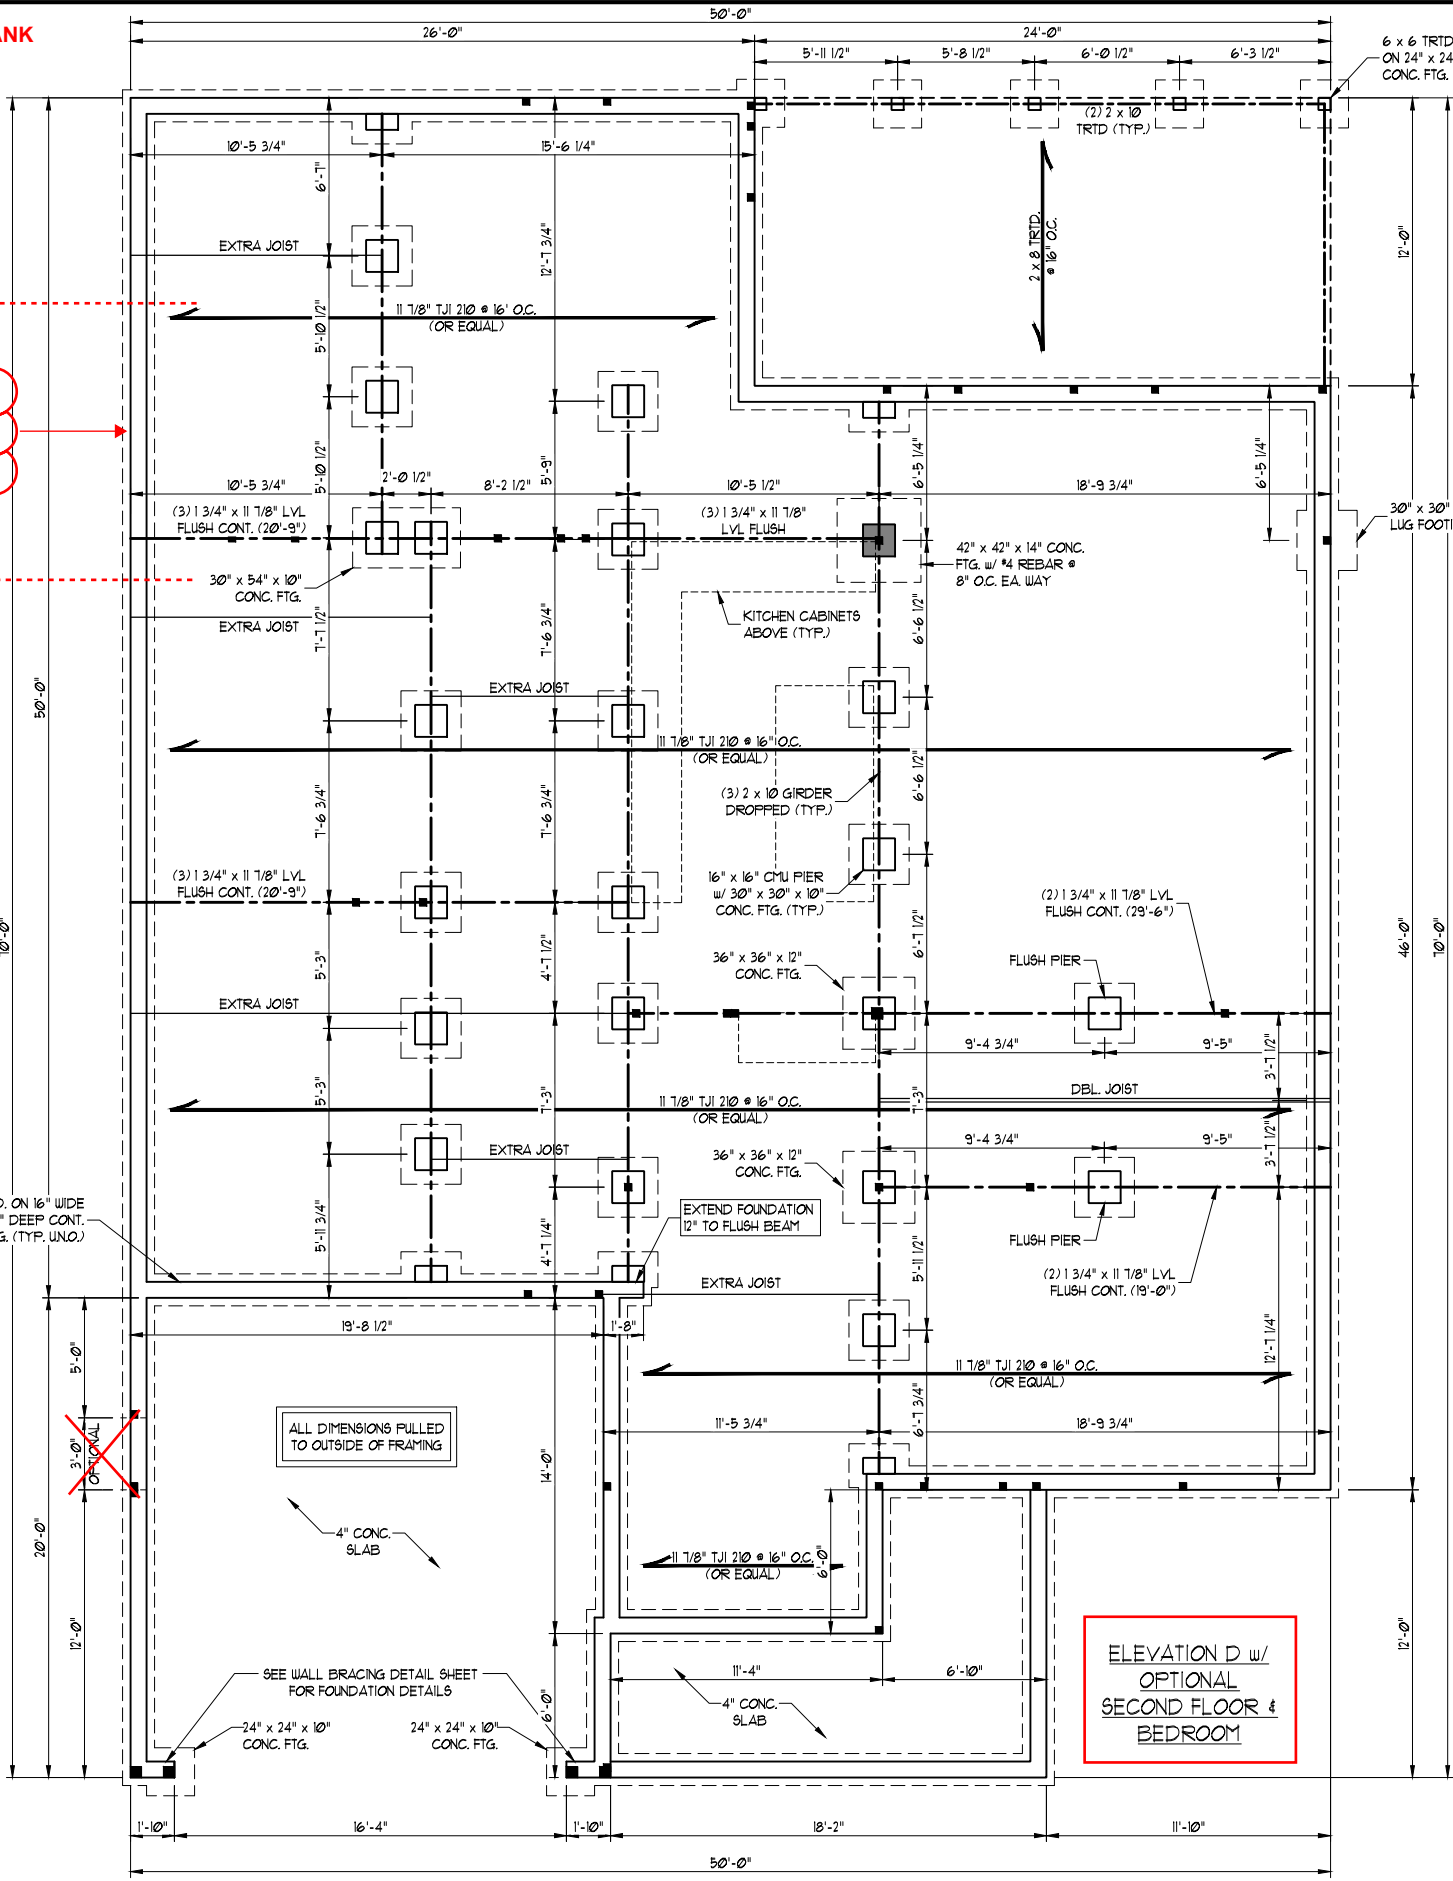 50'-0"
ANK
26'-0"
24'-0"
6 x 6 TRTD
ON 24" x 24
CONC. FTG.
5'-11 1/2"
5'-8 1/2"
6'-0 1/2"
6'-3 1/2"
(2) 2 x 10
TRTD (TYP.)
10'-5 3/4"
15'-6 1/4"
6'-7"
12'-7 3/4"
2 x 8 TRTD.
@ 16" O.C.
12'-0"
EXTRA JOIST
11 7/8" TJI 210 @ 16' O.C.
(OR EQUAL)
5'-10 1/2"
5'-10 1/2"
5'-9"
6'-5 1/4"
6'-5 1/4"
10'-5 3/4"
2'-0 1/2"
8'-2 1/2"
10'-5 1/2"
18'-9 3/4"
(3) 1 3/4" x 11 7/8" LVL
FLUSH CONT. (20'-9")
(3) 1 3/4" x 11 7/8"
LVL FLUSH
30" x 30"
LUG FOOTI
42" x 42" x 14" CONC.
FTG. w/ #4 REBAR @
8" O.C. EA. WAY
30" x 54" x 10"
CONC. FTG.
EXTRA JOIST
7'-7 1/2"
7'-6 3/4"
KITCHEN CABINETS
ABOVE (TYP.)
6'-6 1/2"
50'-0"
EXTRA JOIST
11 7/8" TJI 210 @ 16" O.C.
(OR EQUAL)
7'-6 3/4"
7'-6 3/4"
(3) 2 x 10 GIRDER
DROPPED (TYP.)
6'-6 1/2"
(3) 1 3/4" x 11 7/8" LVL
FLUSH CONT. (20'-9")
16" x 16" CMU PIER
w/ 30" x 30" x 10"
CONC. FTG. (TYP.)
(2) 1 3/4" x 11 7/8" LVL
FLUSH CONT. (29'-6")
70'-0"
5'-3"
4'-7 1/2"
6'-7 1/2"
46'-0"
70'-0"
36" x 36" x 12"
CONC. FTG.
FLUSH PIER
EXTRA JOIST
9'-4 3/4"
9'-5"
3'-7 1/2"
5'-3"
7'-3"
7'-3"
DBL. JOIST
11 7/8" TJI 210 @ 16" O.C.
(OR EQUAL)
EXTRA JOIST
36" x 36" x 12"
CONC. FTG.
9'-4 3/4"
9'-5"
3'-7 1/2"
D. ON 16" WIDE
" DEEP CONT.
G. (TYP. U.N.O.)
5'-11 3/4"
4'-7 1/4"
EXTEND FOUNDATION
12" TO FLUSH BEAM
5'-11 1/2"
FLUSH PIER
EXTRA JOIST
(2) 1 3/4" x 11 7/8" LVL
FLUSH CONT. (19'-0")
19'-8 1/2"
1'-8"
12'-7 1/4"
5'-0"
11 7/8" TJI 210 @ 16" O.C.
(OR EQUAL)
ALL DIMENSIONS PULLED
TO OUTSIDE OF FRAMING
11'-5 3/4"
18'-9 3/4"
6'-7 3/4"
3'-0"
OPTIONAL
14'-0"
20'-0"
4" CONC.
SLAB
11 7/8" TJI 210 @ 16" O.C.
(OR EQUAL)
6'-0"
12'-0"
12'-0"
SEE WALL BRACING DETAIL SHEET
FOR FOUNDATION DETAILS
11'-4"
6'-10"
ELEVATION D w/
OPTIONAL
SECOND FLOOR &
BEDROOM
6'-0"
4" CONC.
SLAB
24" x 24" x 10"
CONC. FTG.
24" x 24" x 10"
CONC. FTG.
1'-10"
16'-4"
1'-10"
18'-2"
11'-10"
50'-0"